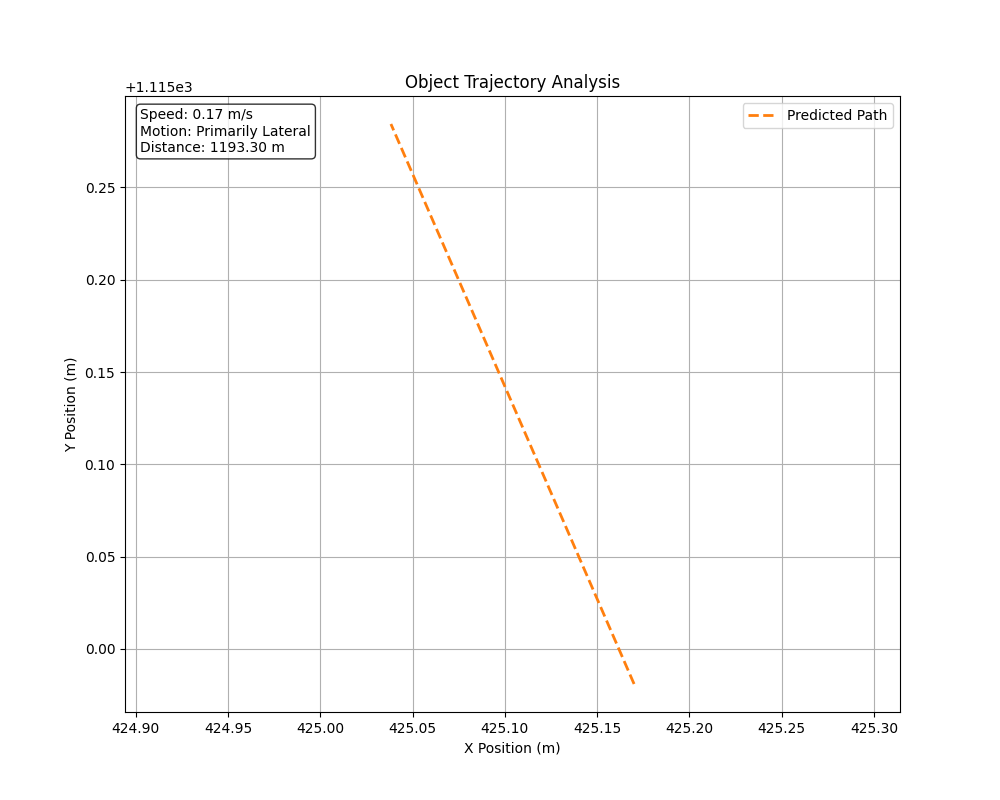 Object Trajectory Analysis
+1.115e3
Speed: 0.17 m/s
Motion: Primarily Lateral
Distance: 1193.30 m
Predicted Path
0.25
0.20
0.15
0.10
0.05
0.00
Y Position (m)
424.90 424.95 425.00 425.05 425.10 425.15 425.20 425.25 425.30
X Position (m)